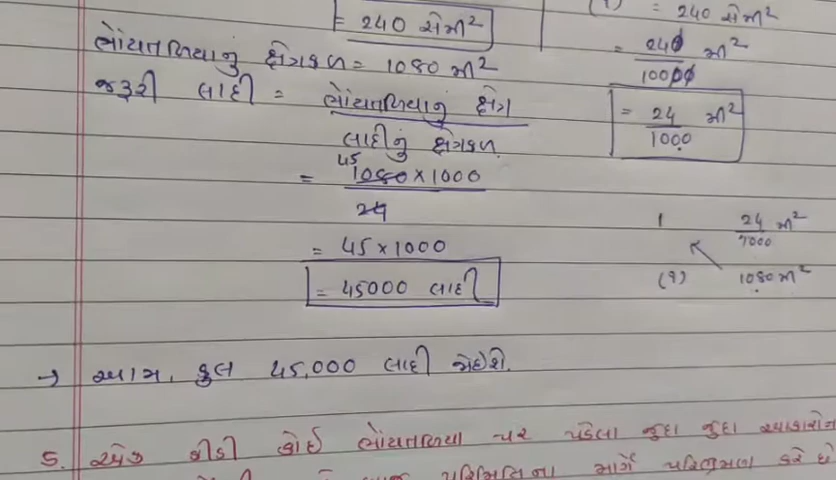 = 240 સેમી²
ભોંયતળિયાનું ક્ષેત્રફળ = 1080 મી²
જરૂરી લાદી = ભોંયતળિયાનું ક્ષેત્ર
લાદીનું ક્ષેત્રફળ
45
= 1080 × 1000
24
= 45 × 1000
= 45000 લાદી
→ આમ, કુલ 45,000 લાદી જોઈશે.
5. એક કીડી કોઈ ભોંયતળિયા પર પડેલા જુદા જુદા આકારોન
પરિમિતિના માર્ગે પરિભ્રમણ કરે છે
(૧) = 240 સેમી²
= 240 મી²
10000
= 24 મી²
1000
1 24 મી²
1000
(?) 1080 મી²